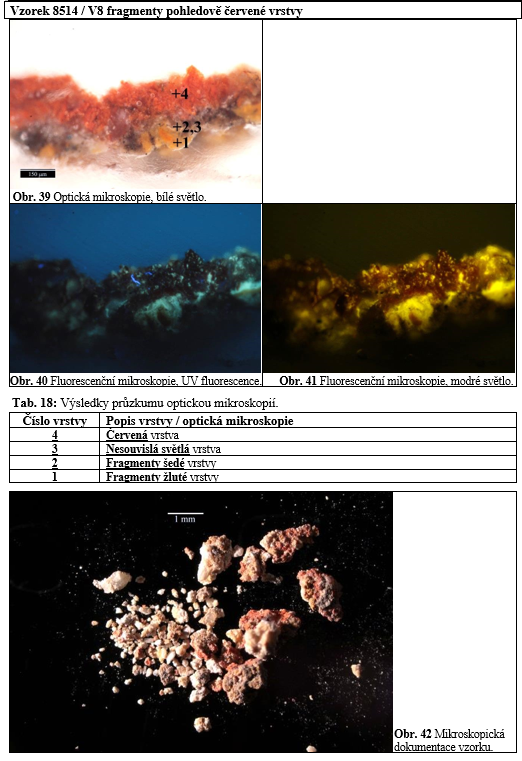 Vzorek 8514 / V8 fragmenty pohledově červené vrstvy
+4
+2,3
+1
150 µm
Obr. 39 Optická mikroskopie, bílé světlo.
Obr. 40 Fluorescenční mikroskopie, UV fluorescence.
Obr. 41 Fluorescenční mikroskopie, modré světlo.
Tab. 18: Výsledky průzkumu optickou mikroskopií.
Číslo vrstvy Popis vrstvy / optická mikroskopie
4 Červená vrstva
3 Nesouvislá světlá vrstva
2 Fragmenty šedé vrstvy
1 Fragmenty žluté vrstvy
1 mm
Obr. 42 Mikroskopická
dokumentace vzorku.